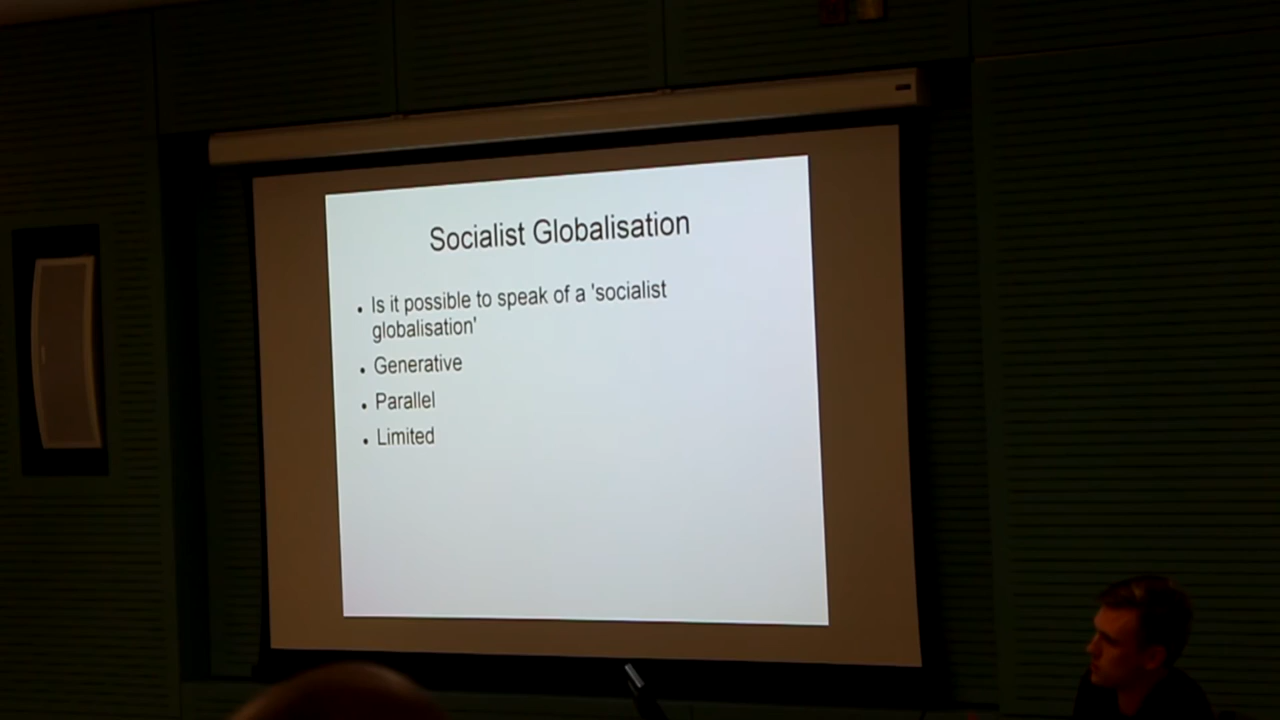 Socialist Globalisation
• Is it possible to speak of a 'socialist
globalisation'
• Generative
• Parallel
• Limited